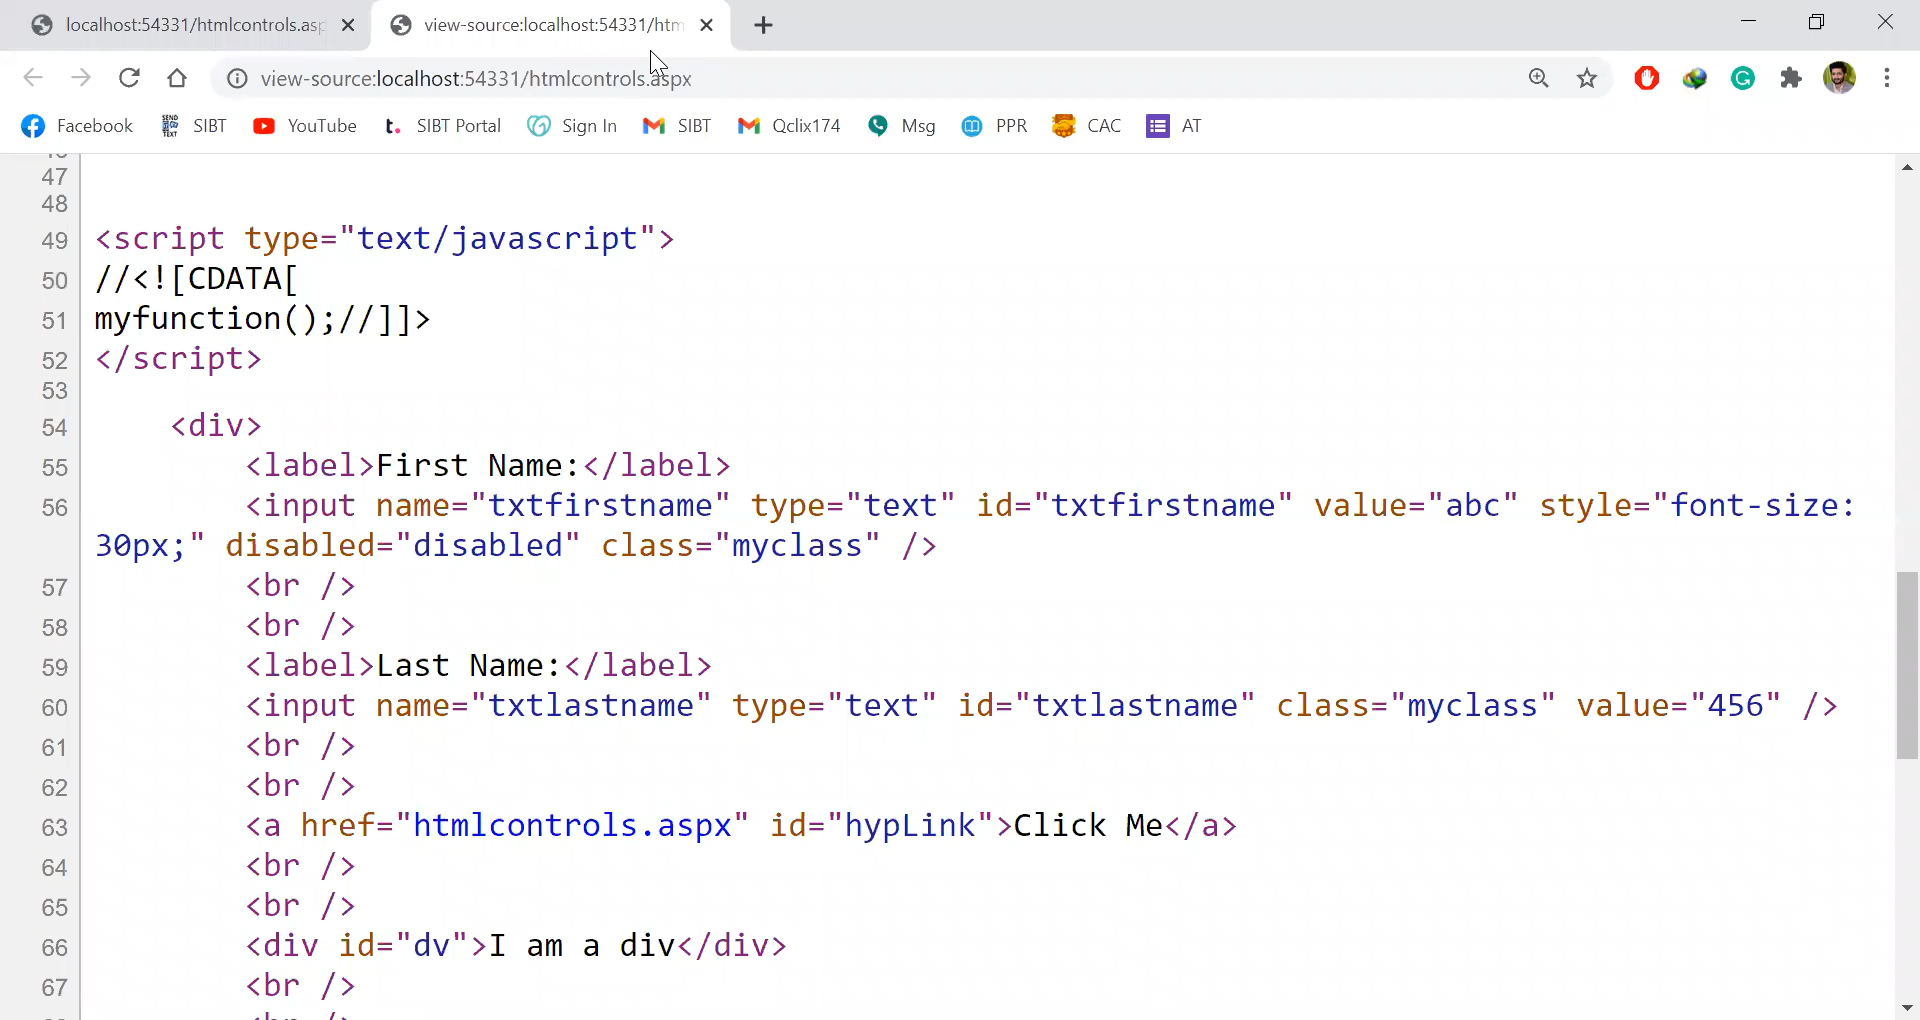 localhost:54331/htmlcontrols.asp
view-source:localhost:54331/htm
view-source:localhost:54331/htmlcontrols.aspx
Facebook SIBT YouTube t. SIBT Portal Sign In SIBT Qclix174 Msg PPR CAC AT
47
48
49 <script type="text/javascript">
50 //<![CDATA[
51 myfunction();//]]>
52 </script>
53
54 <div>
55 <label>First Name:</label>
56 <input name="txtfirstname" type="text" id="txtfirstname" value="abc" style="font-size:
30px;" disabled="disabled" class="myclass" />
57 <br />
58 <br />
59 <label>Last Name:</label>
60 <input name="txtlastname" type="text" id="txtlastname" class="myclass" value="456" />
61 <br />
62 <br />
63 <a href="htmlcontrols.aspx" id="hypLink">Click Me</a>
64 <br />
65 <br />
66 <div id="dv">I am a div</div>
67 <br />